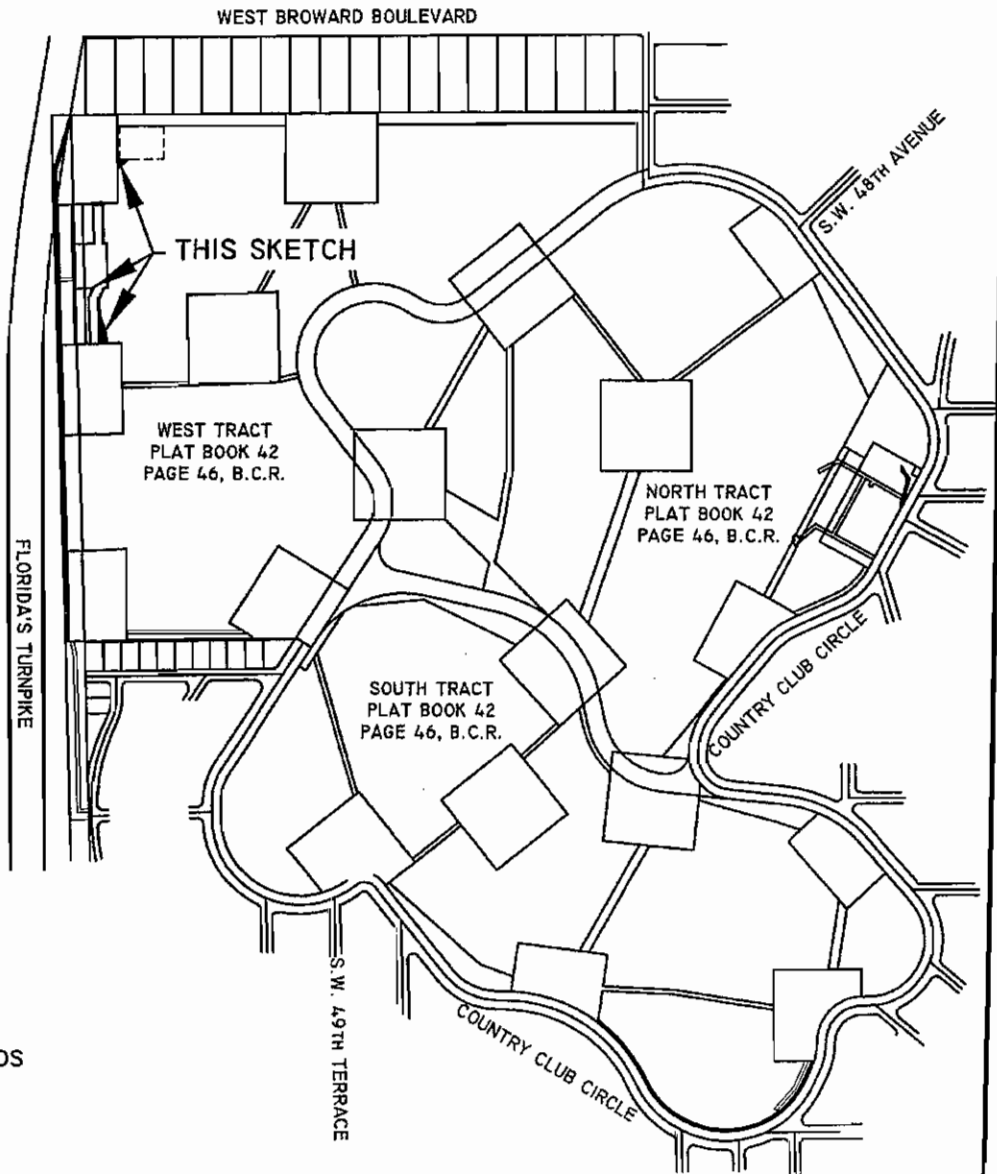 WEST BROWARD BOULEVARD
S.W. 48TH AVENUE
THIS SKETCH
WEST TRACT
PLAT BOOK 42
PAGE 46, B.C.R.
NORTH TRACT
PLAT BOOK 42
PAGE 46, B.C.R.
FLORIDA'S TURNPIKE
SOUTH TRACT
PLAT BOOK 42
PAGE 46, B.C.R.
COUNTRY CLUB CIRCLE
S.W. 49TH TERRACE
COUNTRY CLUB CIRCLE
DS